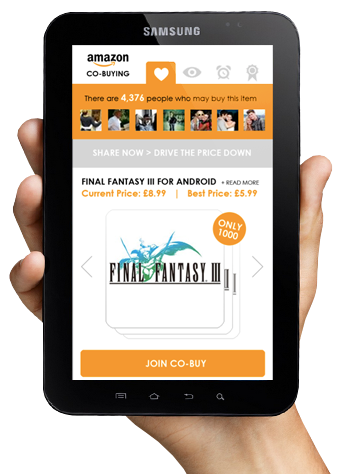 SAMSUNG
amazon
CO-BUYING
There are 4,376 people who may buy this item
SHARE NOW > DRIVE THE PRICE DOWN
FINAL FANTASY III FOR ANDROID + READ MORE
Current Price: £8.99 | Best Price: £5.99
ONLY
1000
FINAL FANTASY III
JOIN CO-BUY